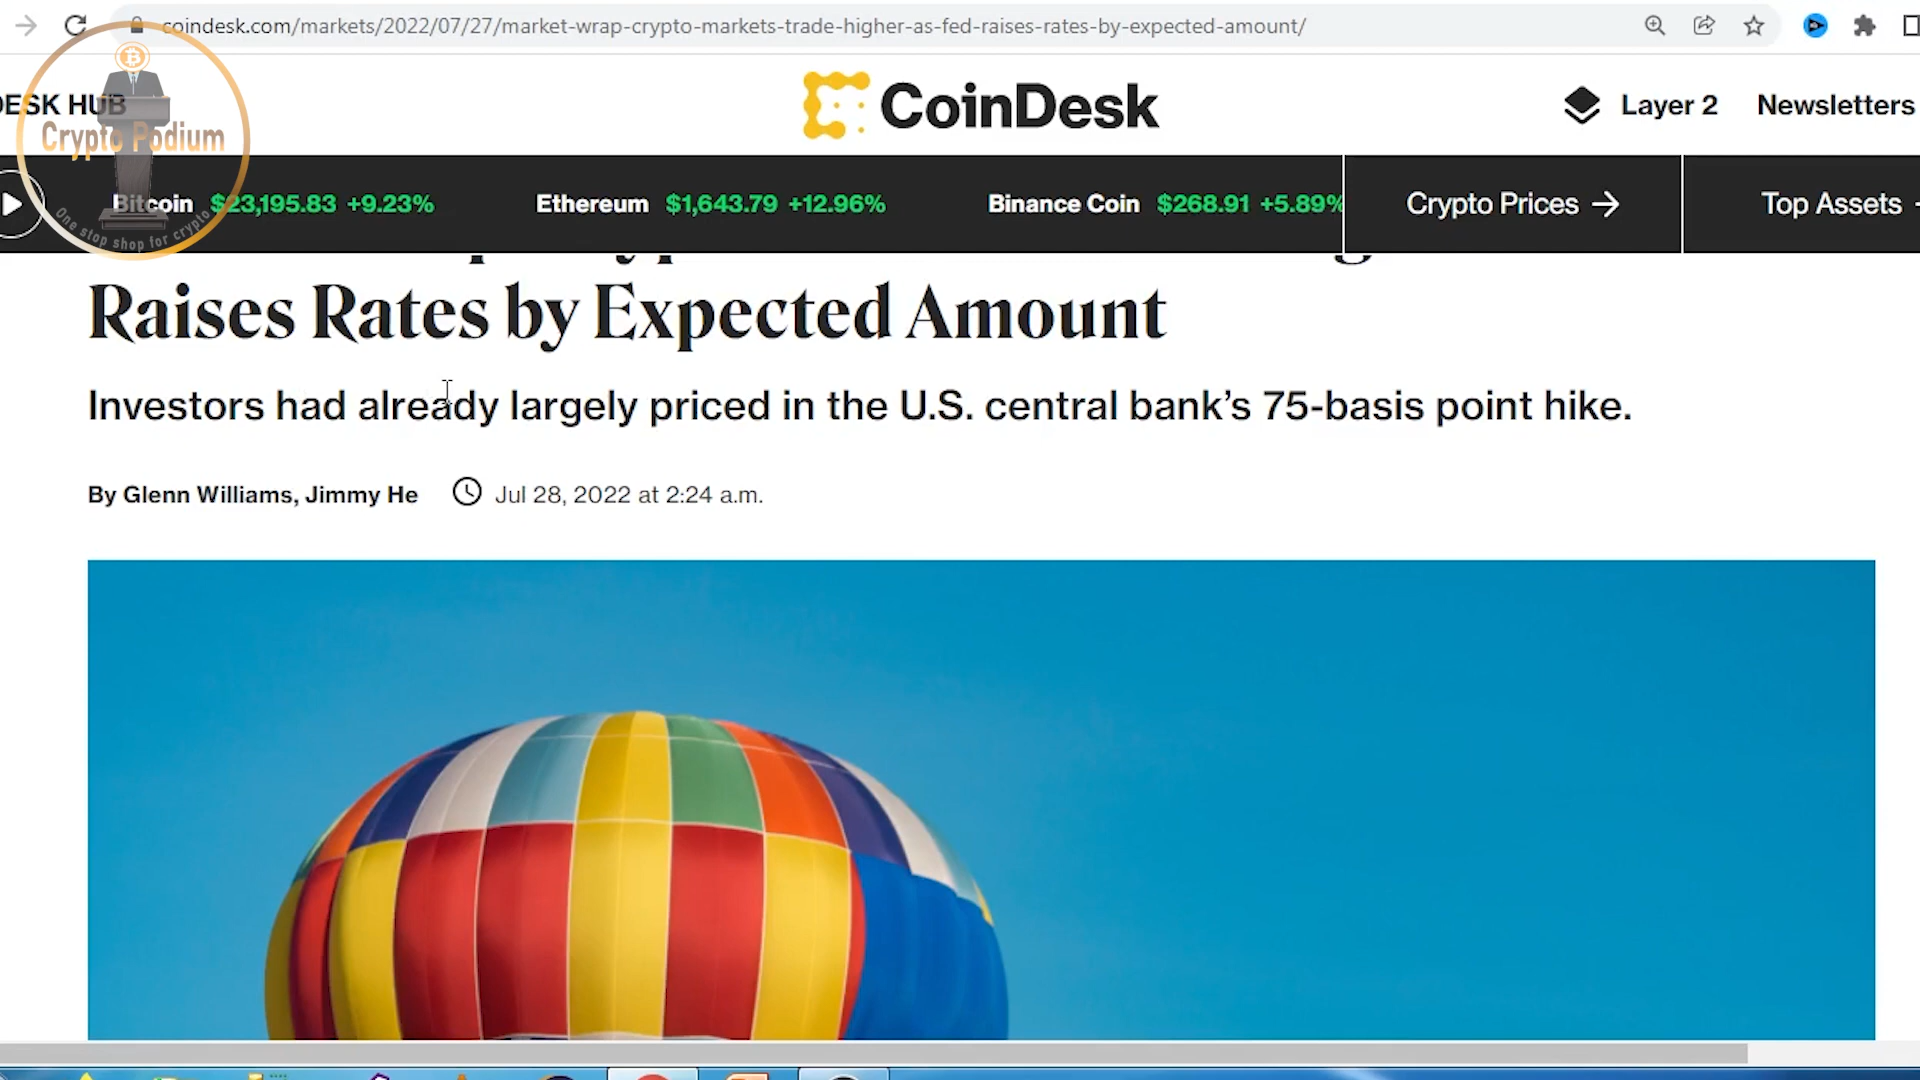 coindesk.com/markets/2022/07/27/market-wrap-crypto-markets-trade-higher-as-fed-raises-rates-by-expected-amount/
DESK HUB
CoinDesk
Layer 2
Newsletters
Crypto Podium
One stop shop for crypto
Bitcoin $23,195.83 +9.23%
Ethereum $1,643.79 +12.96%
Binance Coin $268.91 +5.89%
Crypto Prices →
Top Assets
Raises Rates by Expected Amount
Investors had already largely priced in the U.S. central bank’s 75-basis point hike.
By Glenn Williams, Jimmy He
Jul 28, 2022 at 2:24 a.m.